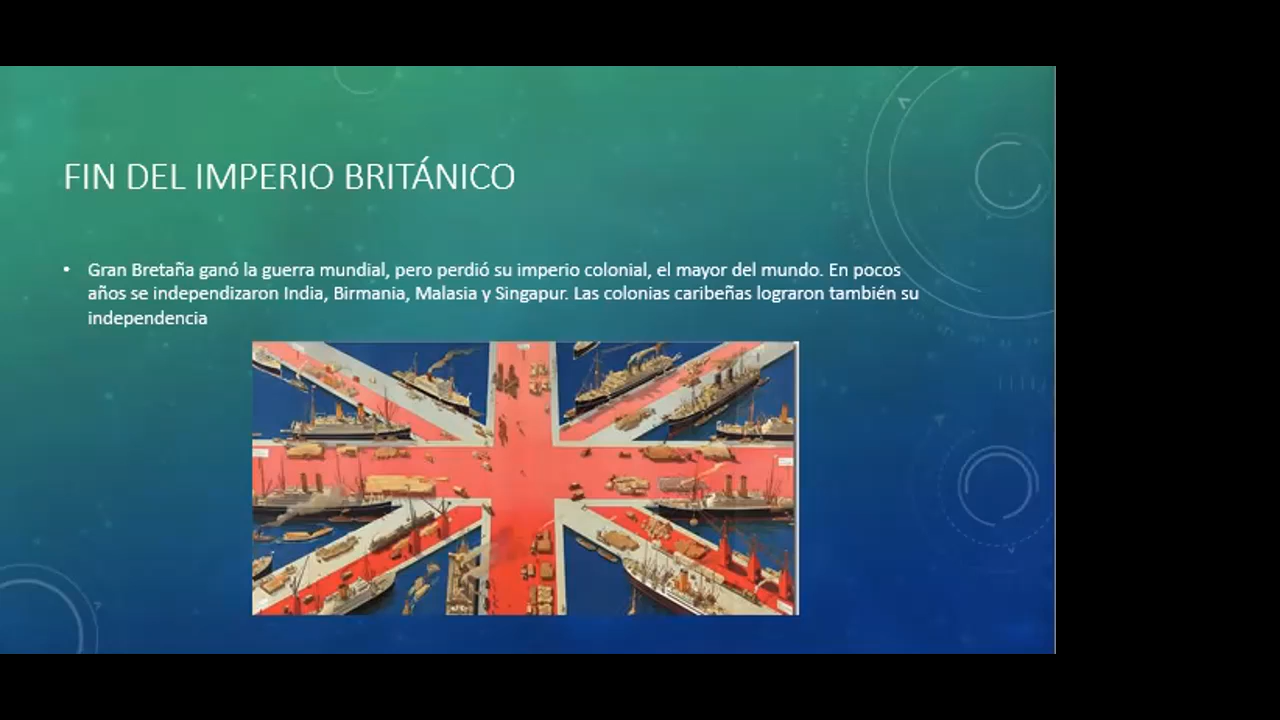 FIN DEL IMPERIO BRITÁNICO
• Gran Bretaña ganó la guerra mundial, pero perdió su imperio colonial, el mayor del mundo. En pocos
años se independizaron India, Birmania, Malasia y Singapur. Las colonias caribeñas lograron también su
independencia